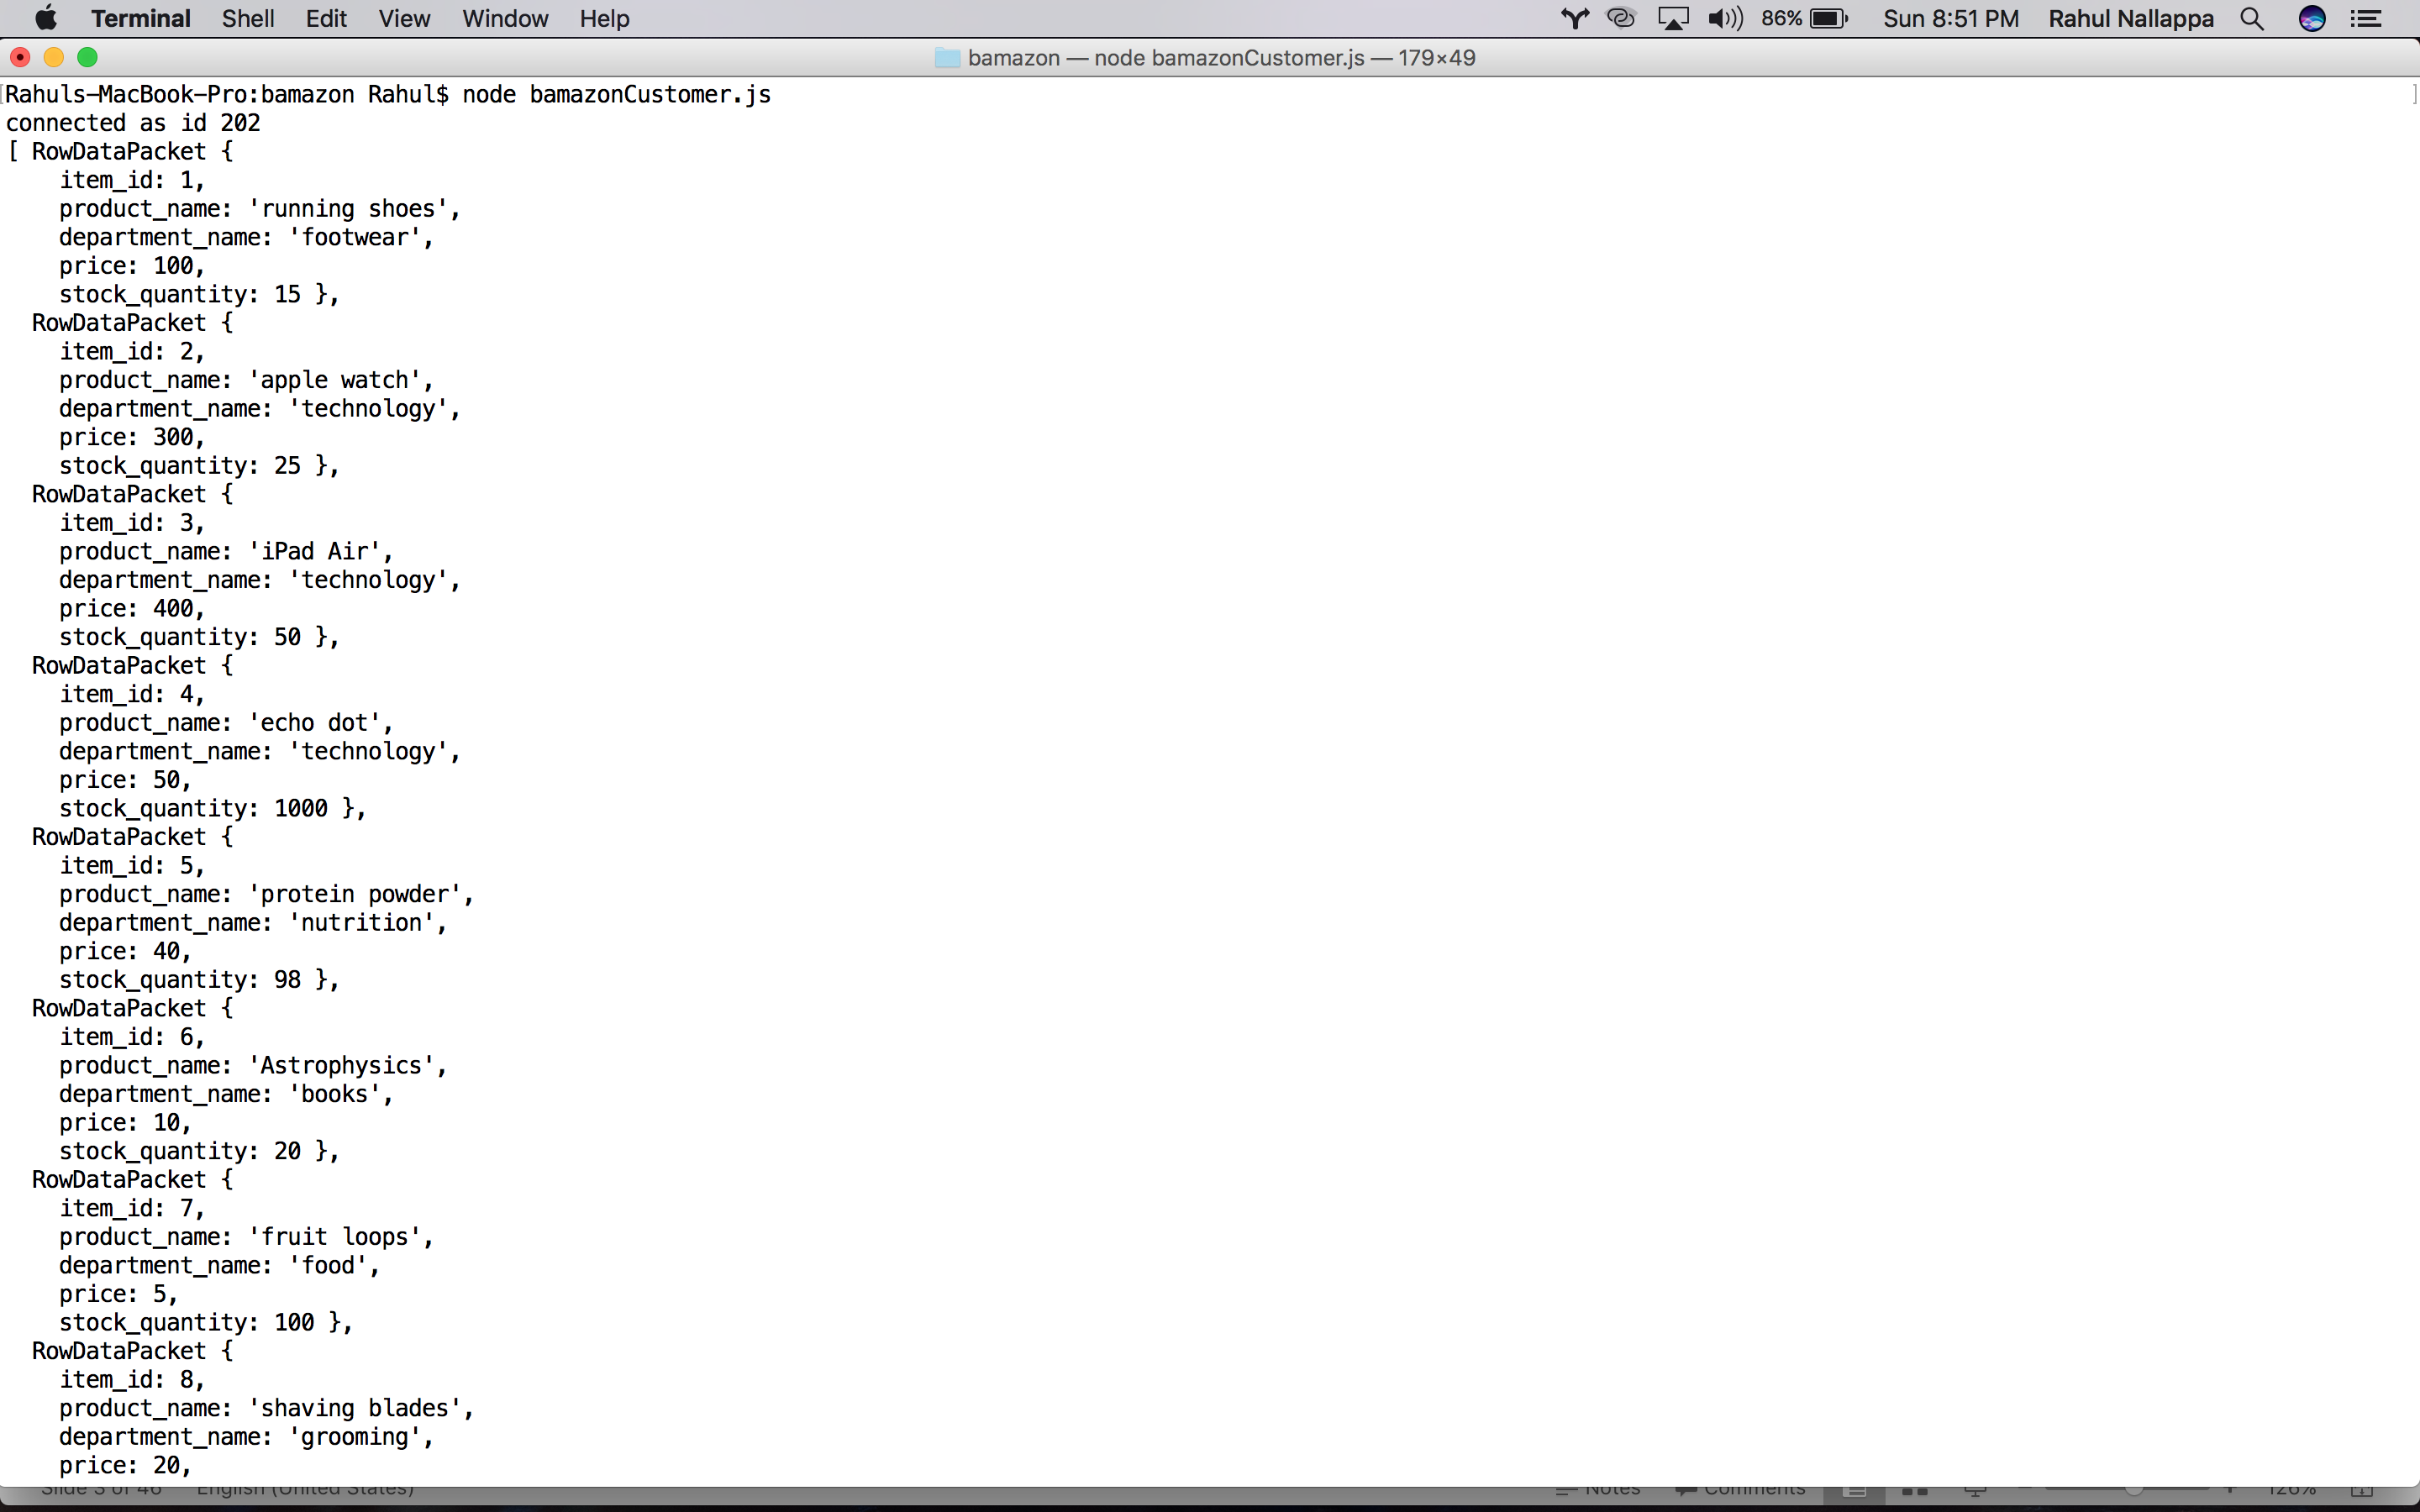 Terminal Shell Edit View Window Help 86% Sun 8:51 PM Rahul Nallappa
bamazon — node bamazonCustomer.js — 179×49
Rahuls-MacBook-Pro:bamazon Rahul$ node bamazonCustomer.js
connected as id 202
[ RowDataPacket {
    item_id: 1,
    product_name: 'running shoes',
    department_name: 'footwear',
    price: 100,
    stock_quantity: 15 },
  RowDataPacket {
    item_id: 2,
    product_name: 'apple watch',
    department_name: 'technology',
    price: 300,
    stock_quantity: 25 },
  RowDataPacket {
    item_id: 3,
    product_name: 'iPad Air',
    department_name: 'technology',
    price: 400,
    stock_quantity: 50 },
  RowDataPacket {
    item_id: 4,
    product_name: 'echo dot',
    department_name: 'technology',
    price: 50,
    stock_quantity: 1000 },
  RowDataPacket {
    item_id: 5,
    product_name: 'protein powder',
    department_name: 'nutrition',
    price: 40,
    stock_quantity: 98 },
  RowDataPacket {
    item_id: 6,
    product_name: 'Astrophysics',
    department_name: 'books',
    price: 10,
    stock_quantity: 20 },
  RowDataPacket {
    item_id: 7,
    product_name: 'fruit loops',
    department_name: 'food',
    price: 5,
    stock_quantity: 100 },
  RowDataPacket {
    item_id: 8,
    product_name: 'shaving blades',
    department_name: 'grooming',
    price: 20,
Slide 3 of 46 English (United States) Notes Comments 126%